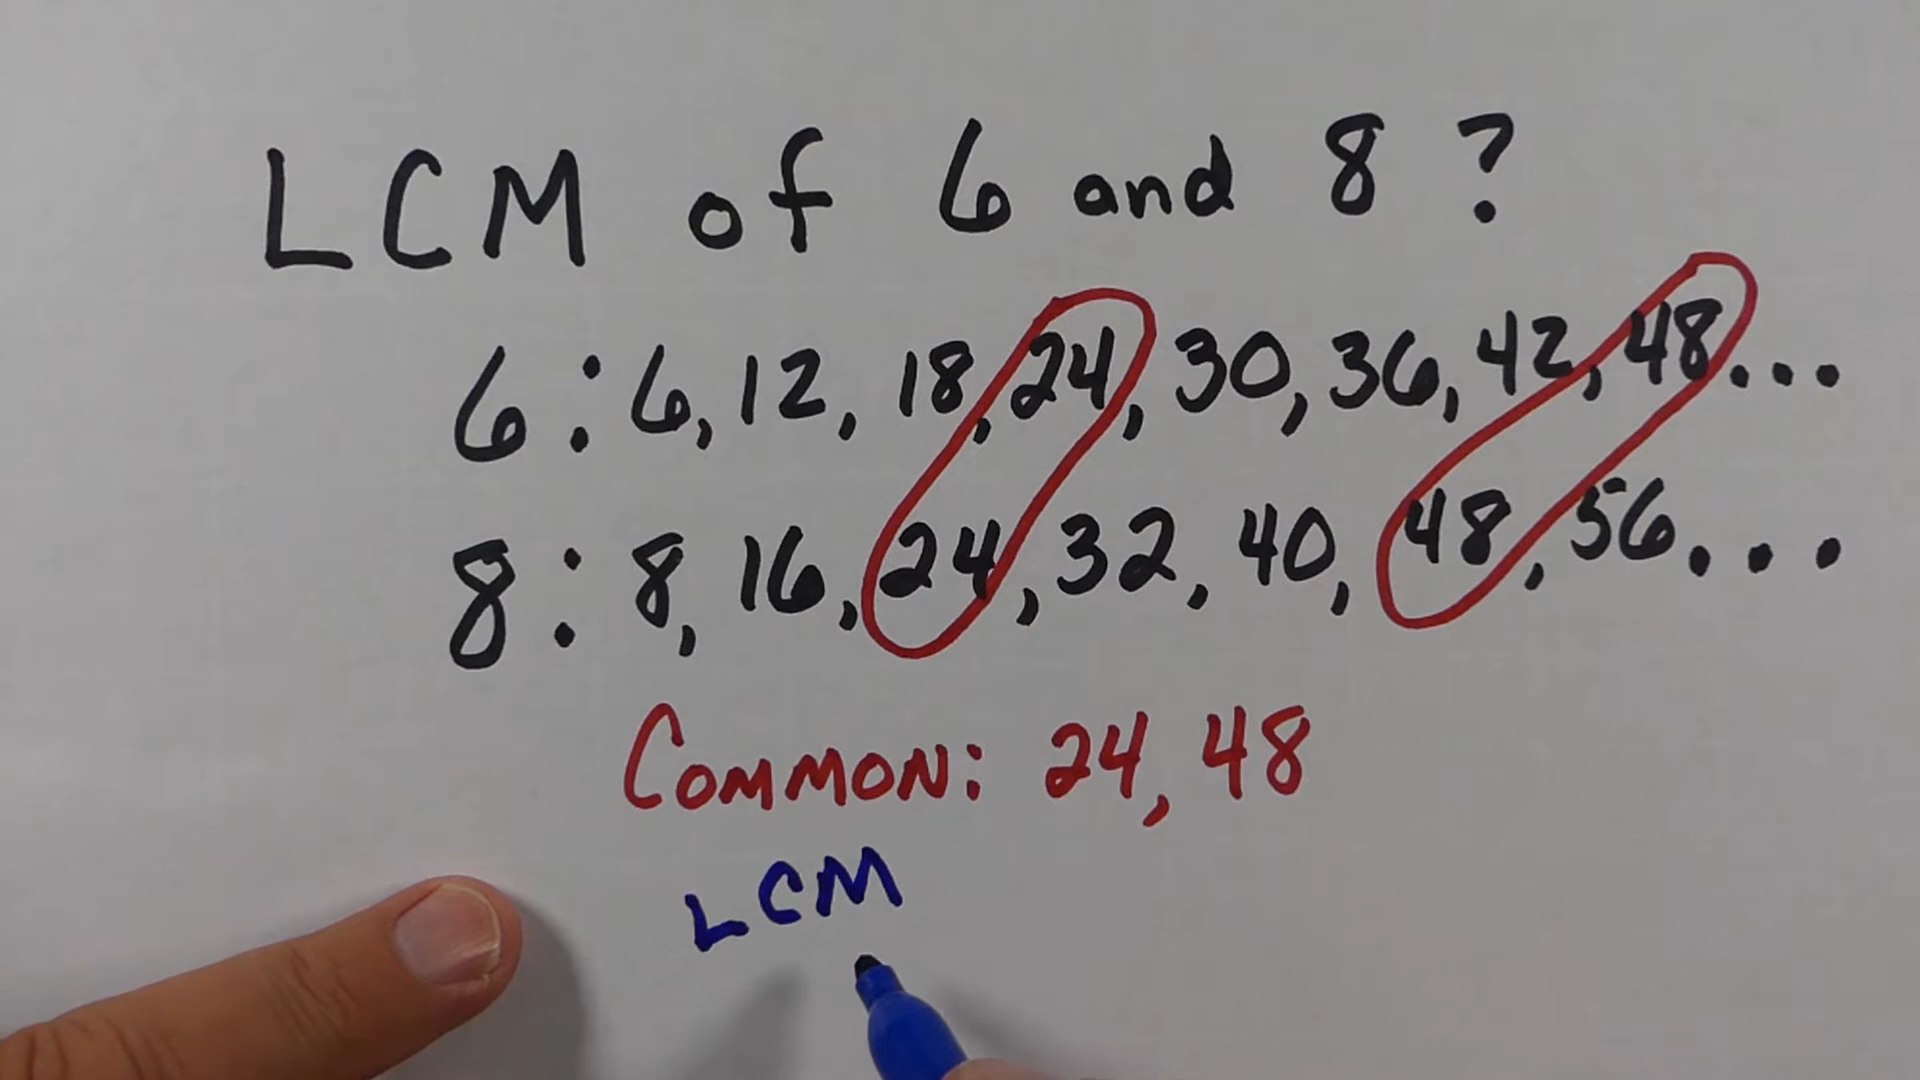 LCM of 6 and 8 ?
6 : 6, 12, 18, 24, 30, 36, 42, 48...
8 : 8, 16, 24, 32, 40, 48, 56...
COMMON: 24, 48
LCM